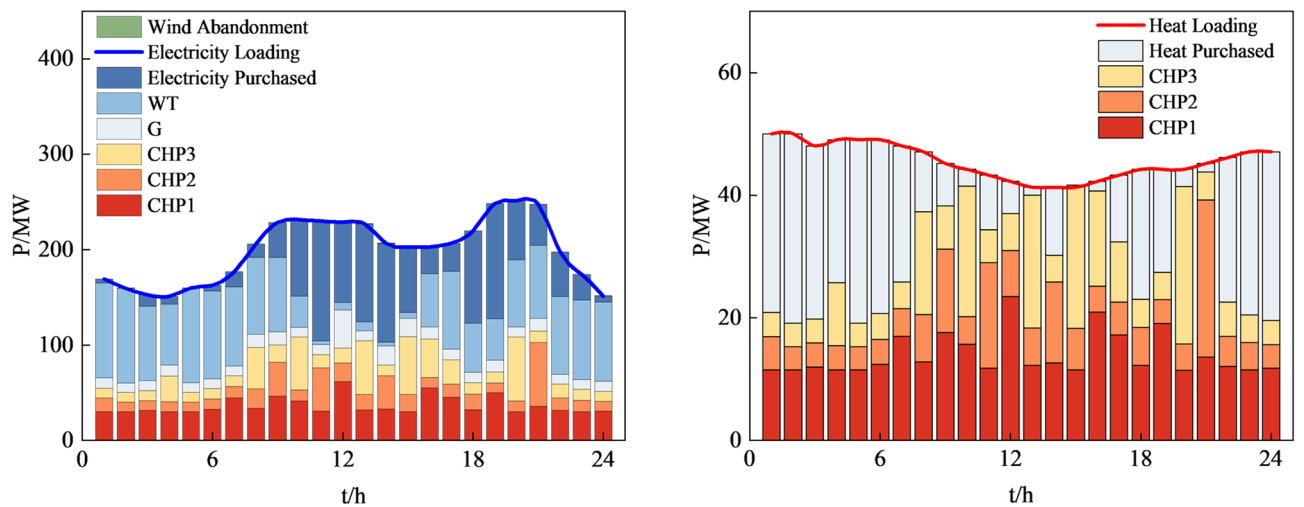 Wind Abandonment
Electricity Loading
Electricity Purchased
WT
G
CHP3
CHP2
CHP1
400
300
200
100
0
P/MW
0 6 12 18 24
t/h
Heat Loading
Heat Purchased
CHP3
CHP2
CHP1
60
40
20
0
P/MW
0 6 12 18 24
t/h